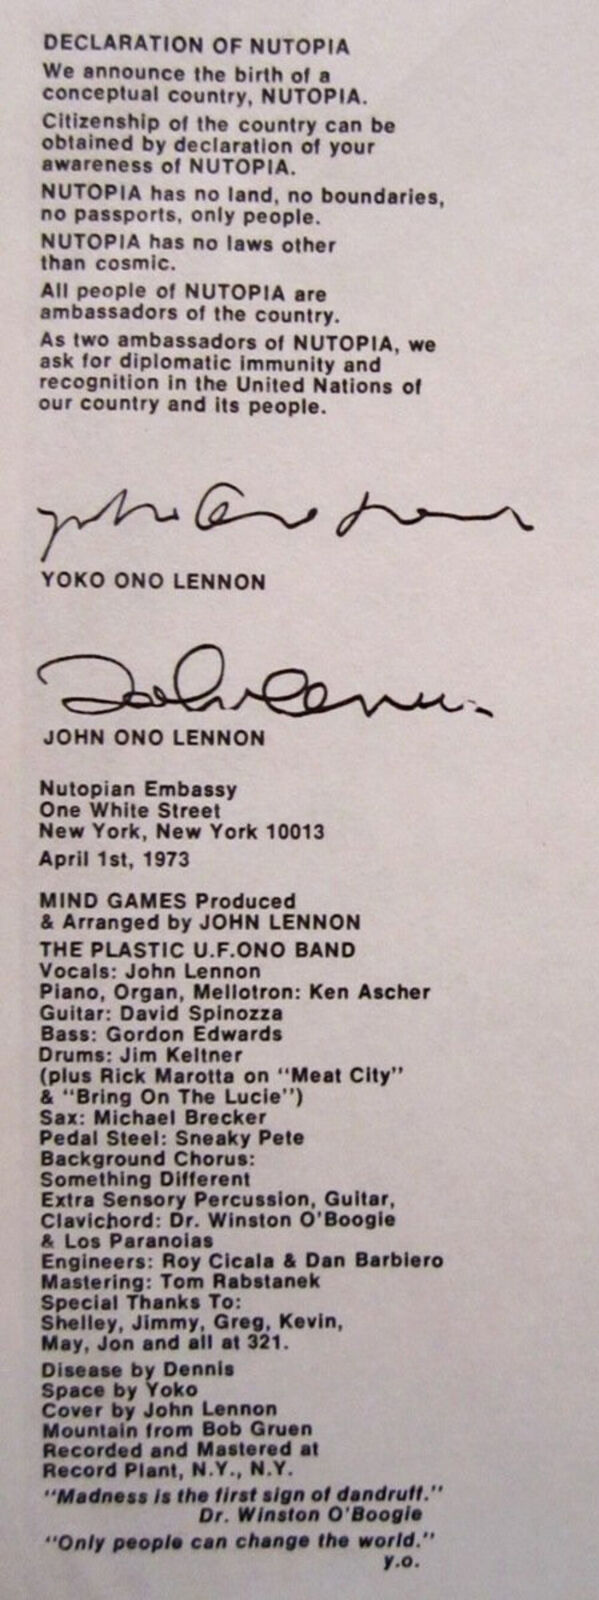 DECLARATION OF NUTOPIA
We announce the birth of a
conceptual country, NUTOPIA.
Citizenship of the country can be
obtained by declaration of your
awareness of NUTOPIA.
NUTOPIA has no land, no boundaries,
no passports, only people.
NUTOPIA has no laws other
than cosmic.
All people of NUTOPIA are
ambassadors of the country.
As two ambassadors of NUTOPIA, we
ask for diplomatic immunity and
recognition in the United Nations of
our country and its people.
Yoko Ono Lennon
YOKO ONO LENNON
John Lennon
JOHN ONO LENNON
Nutopian Embassy
One White Street
New York, New York 10013
April 1st, 1973
MIND GAMES Produced
& Arranged by JOHN LENNON
THE PLASTIC U.F.ONO BAND
Vocals: John Lennon
Piano, Organ, Mellotron: Ken Ascher
Guitar: David Spinozza
Bass: Gordon Edwards
Drums: Jim Keltner
(plus Rick Marotta on "Meat City"
& "Bring On The Lucie")
Sax: Michael Brecker
Pedal Steel: Sneaky Pete
Background Chorus:
Something Different
Extra Sensory Percussion, Guitar,
Clavichord: Dr. Winston O'Boogie
& Los Paranoias
Engineers: Roy Cicala & Dan Barbiero
Mastering: Tom Rabstanek
Special Thanks To:
Shelley, Jimmy, Greg, Kevin,
May, Jon and all at 321.
Disease by Dennis
Space by Yoko
Cover by John Lennon
Mountain from Bob Gruen
Recorded and Mastered at
Record Plant, N.Y., N.Y.
"Madness is the first sign of dandruff."
Dr. Winston O'Boogie
"Only people can change the world."
y.o.